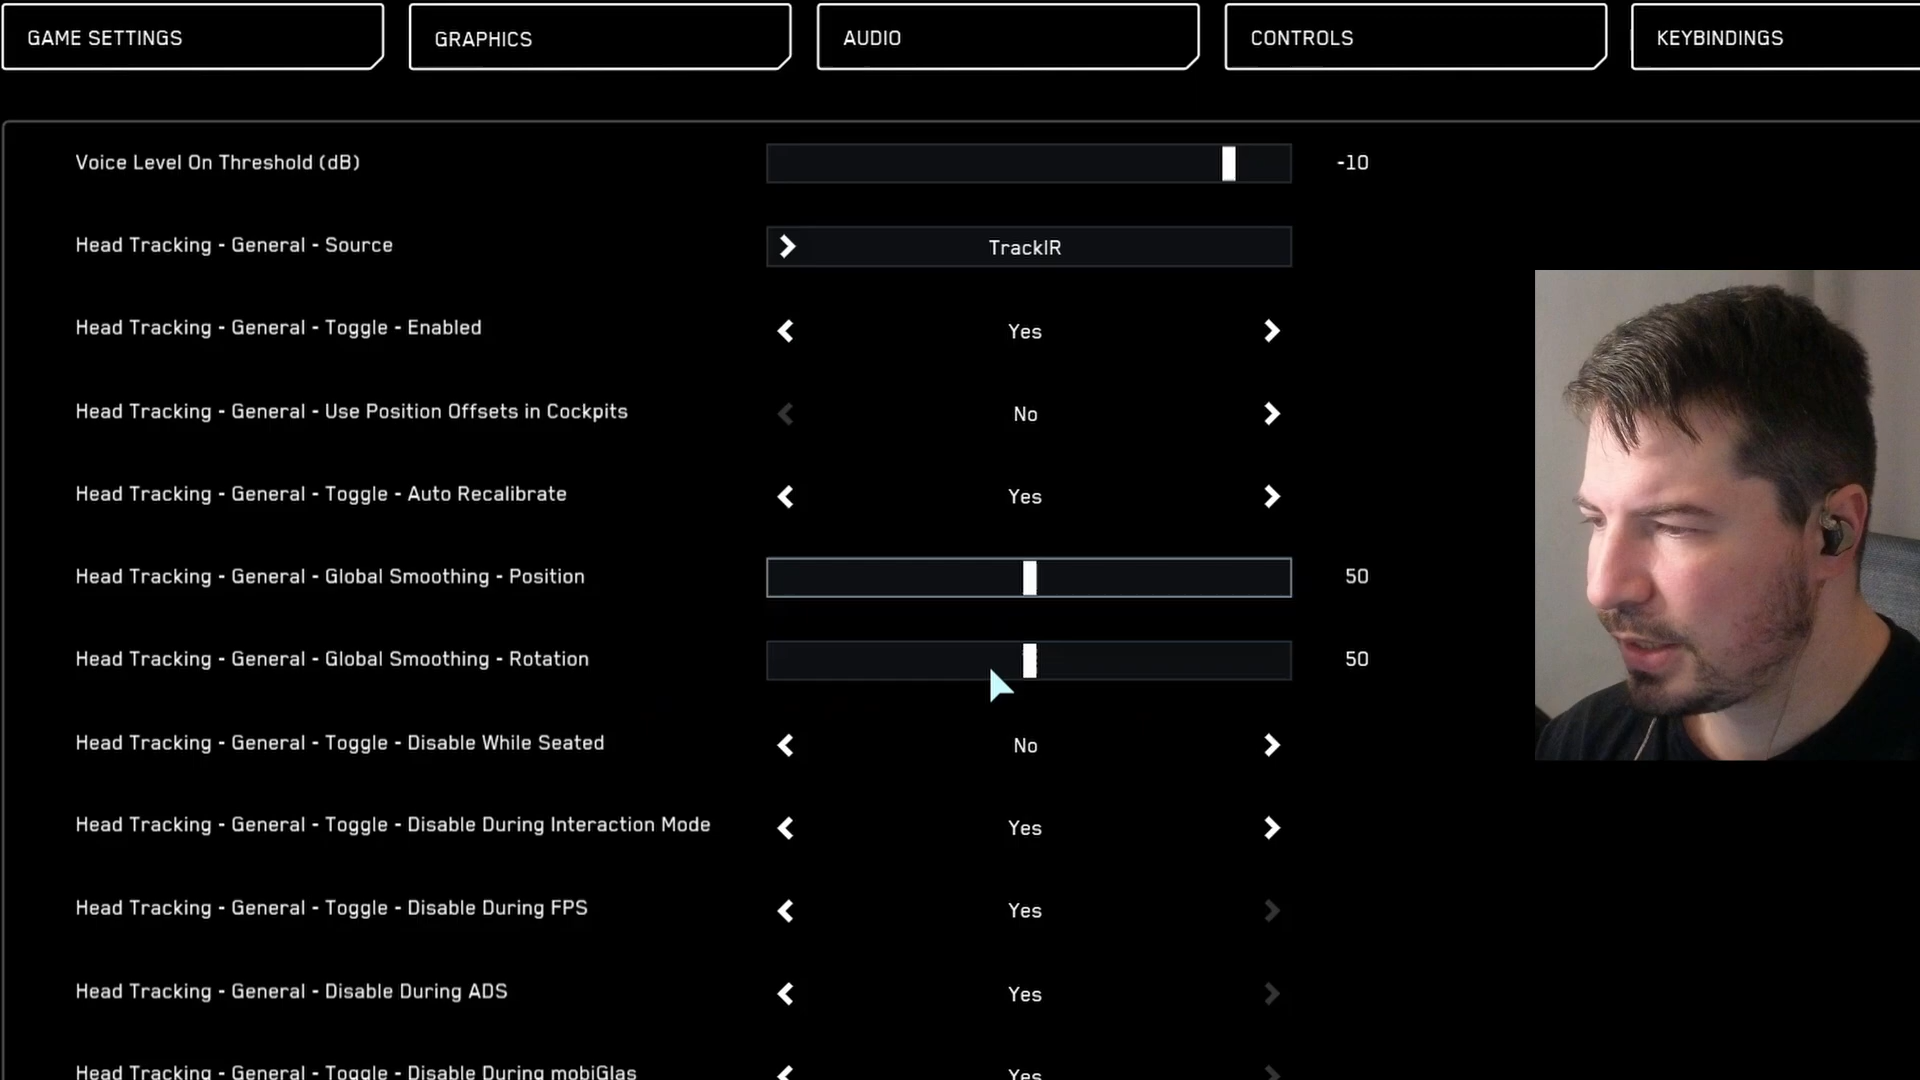 GAME SETTINGS
GRAPHICS
AUDIO
CONTROLS
KEYBINDINGS
Voice Level On Threshold (dB)
-10
Head Tracking - General - Source
TrackIR
Head Tracking - General - Toggle - Enabled
Yes
Head Tracking - General - Use Position Offsets in Cockpits
No
Head Tracking - General - Toggle - Auto Recalibrate
Yes
Head Tracking - General - Global Smoothing - Position
50
Head Tracking - General - Global Smoothing - Rotation
50
Head Tracking - General - Toggle - Disable While Seated
No
Head Tracking - General - Toggle - Disable During Interaction Mode
Yes
Head Tracking - General - Toggle - Disable During FPS
Yes
Head Tracking - General - Disable During ADS
Yes
Head Tracking - General - Toggle - Disable During mobiGlas
Yes